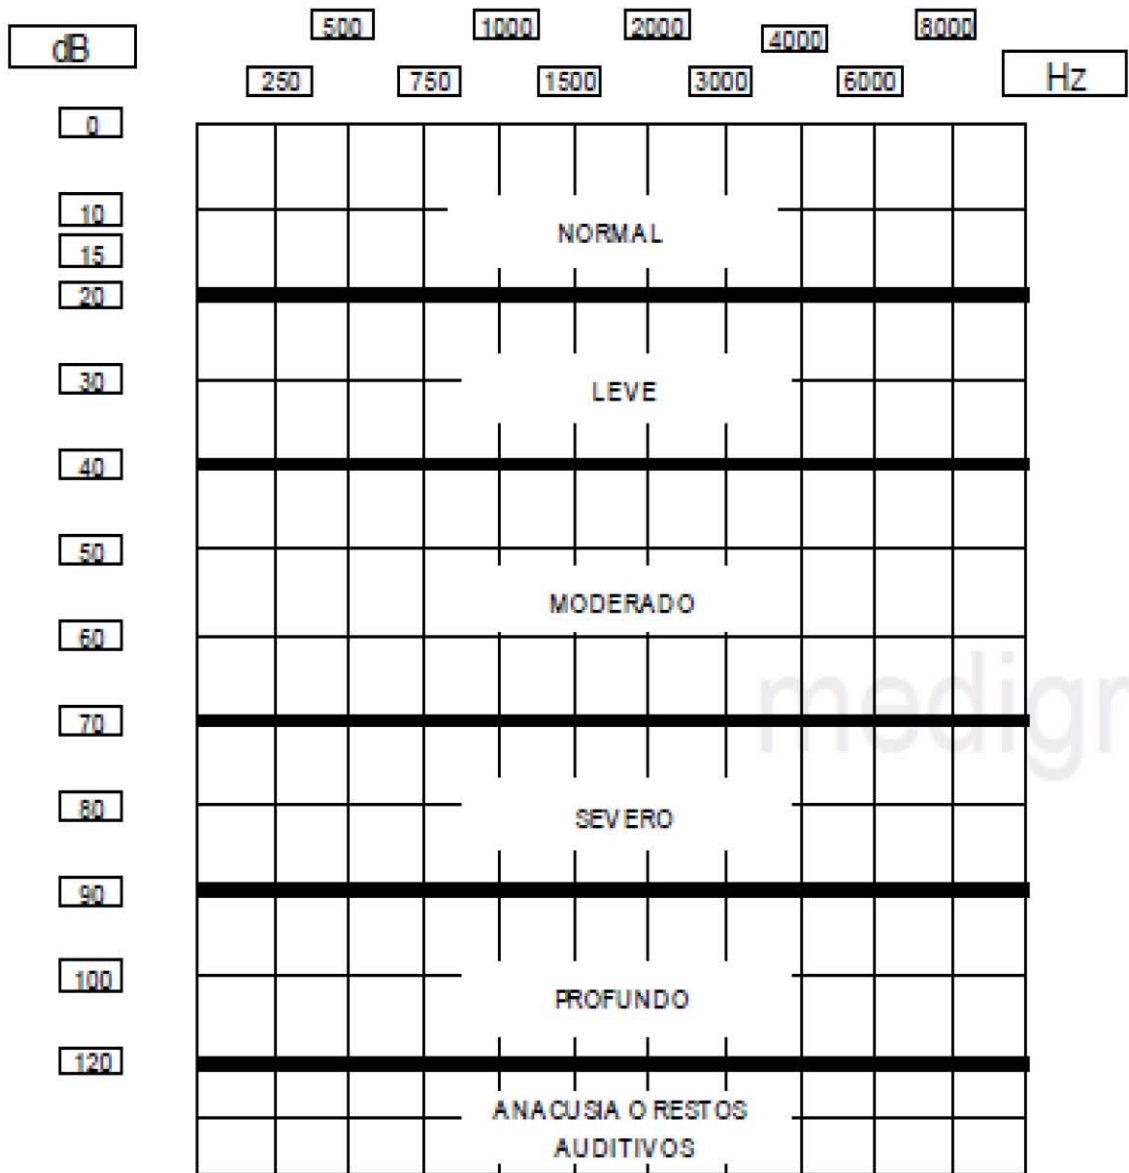 500 1000 2000 4000 8000
dB
250 750 1500 3000 6000 Hz
0
10
NORMAL
15
20
30
LEVE
40
50
MODERADO
60
medigr
70
80
SEVERO
90
100
PROFUNDO
120
ANACUSIA O RESTOS
AUDITIVOS